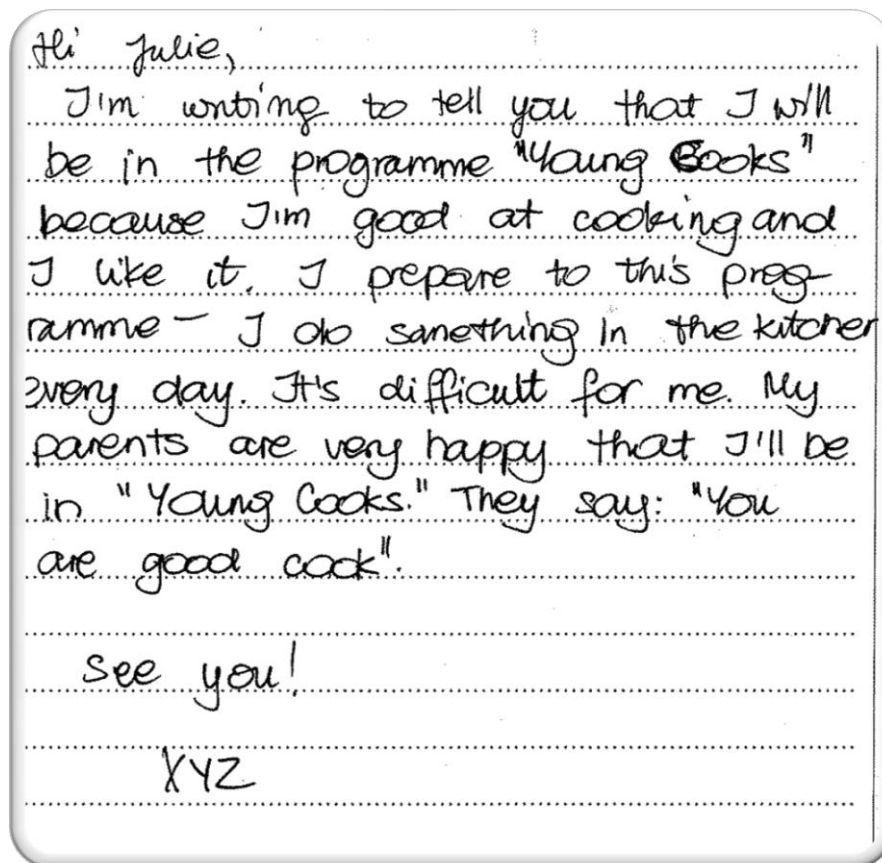 Hi Julie,
I'm writing to tell you that I will
be in the programme "Young Cooks"
because I'm good at cooking and
I like it. I prepare to this prog-
ramme – I do something in the kitchen
every day. It's difficult for me. My
parents are very happy that I'll be
in "Young Cooks." They say: "You
are good cook".
See you!
XYZ